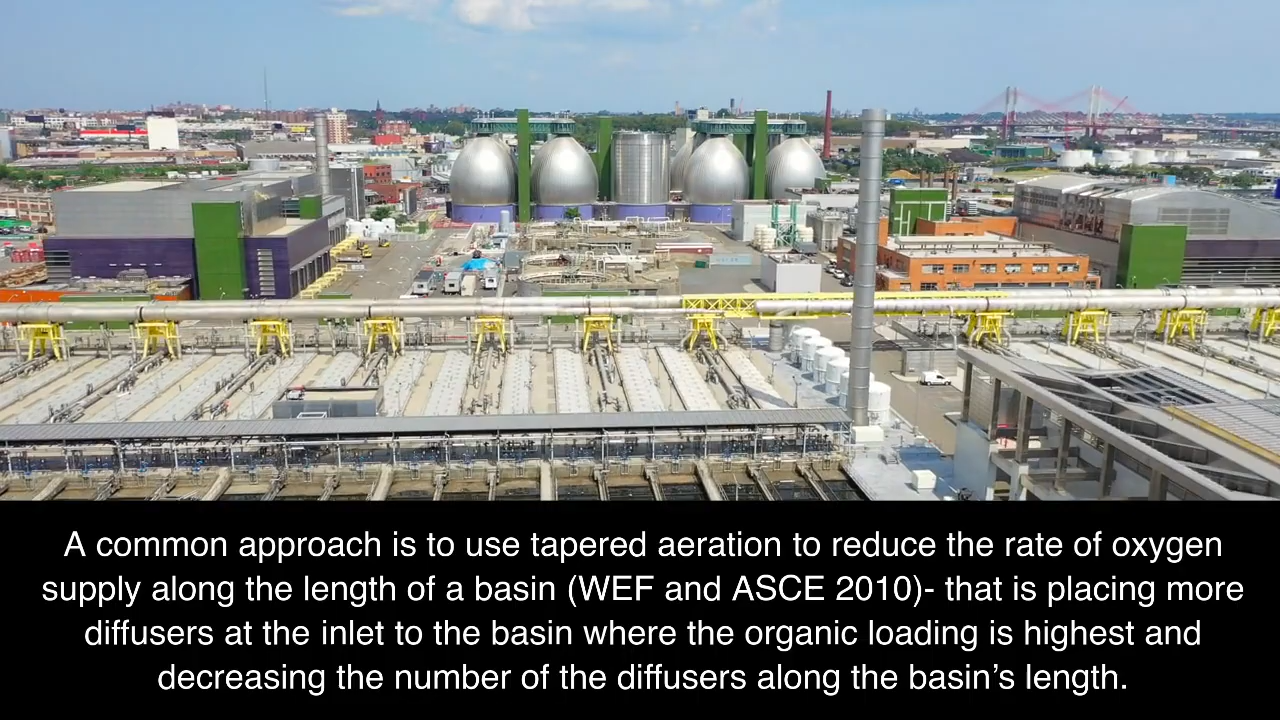 A common approach is to use tapered aeration to reduce the rate of oxygen
supply along the length of a basin (WEF and ASCE 2010)- that is placing more
diffusers at the inlet to the basin where the organic loading is highest and
decreasing the number of the diffusers along the basin’s length.